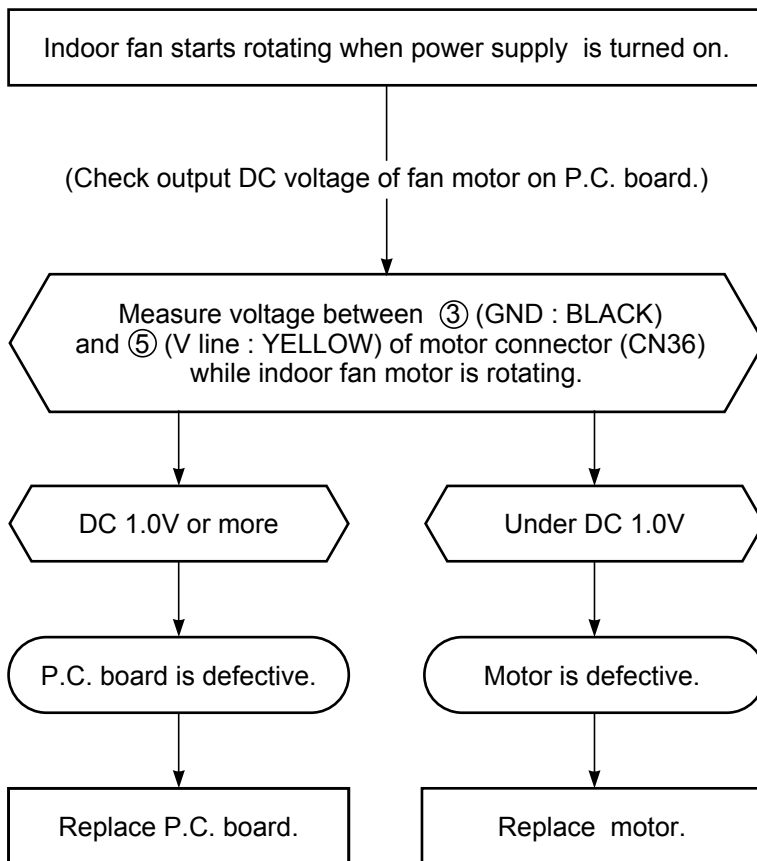 Indoor fan starts rotating when power supply is turned on.
(Check output DC voltage of fan motor on P.C. board.)
Measure voltage between ③ (GND : BLACK)
and ⑤ (V line : YELLOW) of motor connector (CN36)
while indoor fan motor is rotating.
DC 1.0V or more
Under DC 1.0V
P.C. board is defective.
Motor is defective.
Replace P.C. board.
Replace motor.